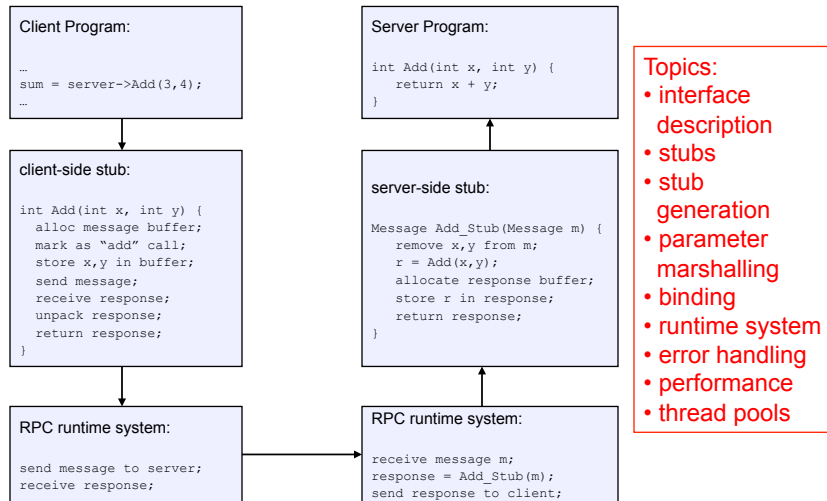 Client Program:
…
sum = server->Add(3,4);
…
client-side stub:
int Add(int x, int y) {
alloc message buffer;
mark as “add” call;
store x,y in buffer;
send message;
receive response;
unpack response;
return response;
}
RPC runtime system:
send message to server;
receive response;
Server Program:
int Add(int x, int y) {
return x + y;
}
server-side stub:
Message Add_Stub(Message m) {
remove x,y from m;
r = Add(x,y);
allocate response buffer;
store r in response;
return response;
}
RPC runtime system:
receive message m;
response = Add_Stub(m);
send response to client;
Topics:
• interface
description
• stubs
• stub
generation
• parameter
marshalling
• binding
• runtime system
• error handling
• performance
• thread pools